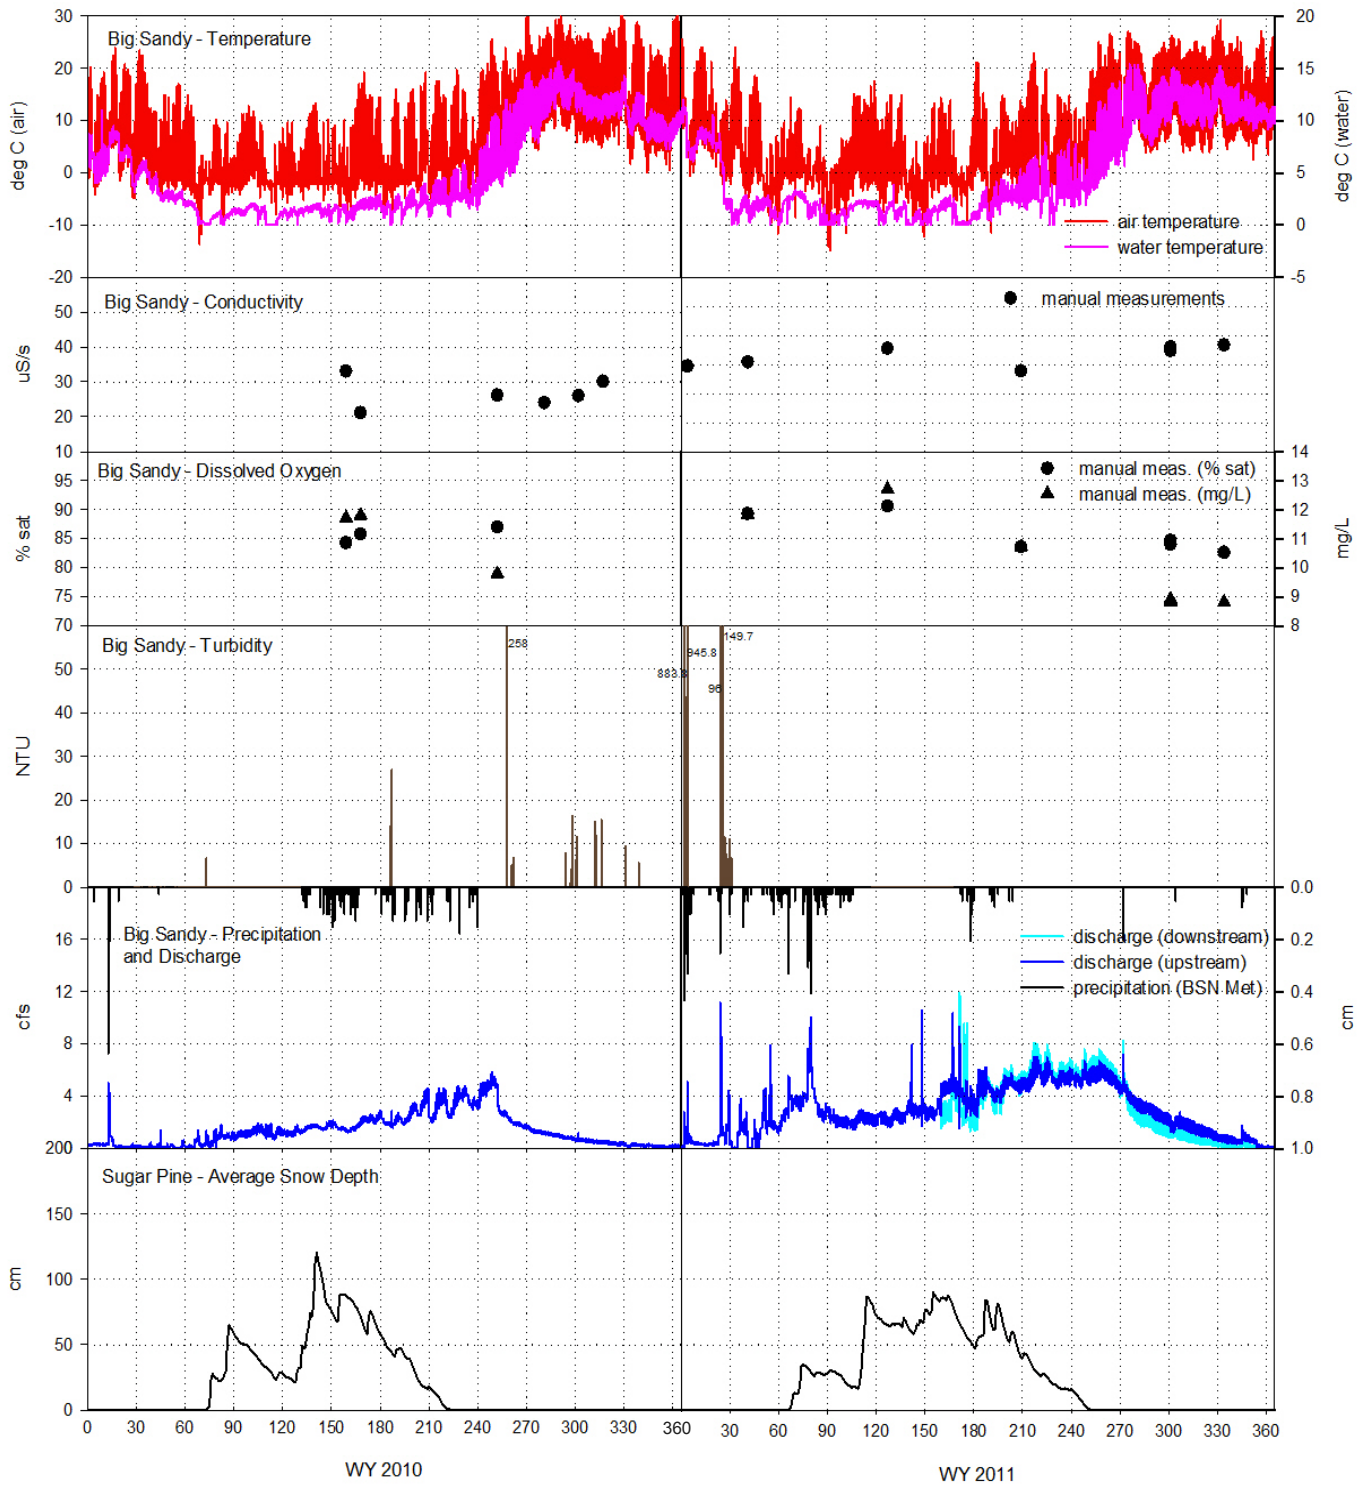 30
20
10
0
-10
-20
deg C (air)
Big Sandy - Temperature
air temperature
water temperature
20
15
10
5
0
-5
deg C (water)
50
40
30
20
10
uS/s
Big Sandy - Conductivity
manual measurements
95
90
85
80
75
70
% sat
Big Sandy - Dissolved Oxygen
manual meas. (% sat)
manual meas. (mg/L)
14
13
12
11
10
9
8
mg/L
50
40
30
20
10
0
NTU
Big Sandy - Turbidity
258
883.8
945.8
96
149.7
16
12
8
4
200
cfs
Big Sandy - Precipitation
and Discharge
discharge (downstream)
discharge (upstream)
precipitation (BSN Met)
0.0
0.2
0.4
0.6
0.8
1.0
cm
150
100
50
0
cm
Sugar Pine - Average Snow Depth
0 30 60 90 120 150 180 210 240 270 300 330 360
30 60 90 120 150 180 210 240 270 300 330 360
WY 2010
WY 2011